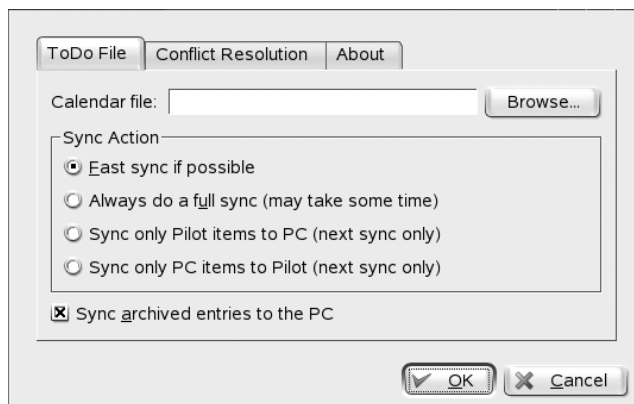 ToDo File Conflict Resolution About
Calendar file: Browse...
Sync Action
Fast sync if possible
Always do a full sync (may take some time)
Sync only Pilot items to PC (next sync only)
Sync only PC items to Pilot (next sync only)
Sync archived entries to the PC
OK Cancel